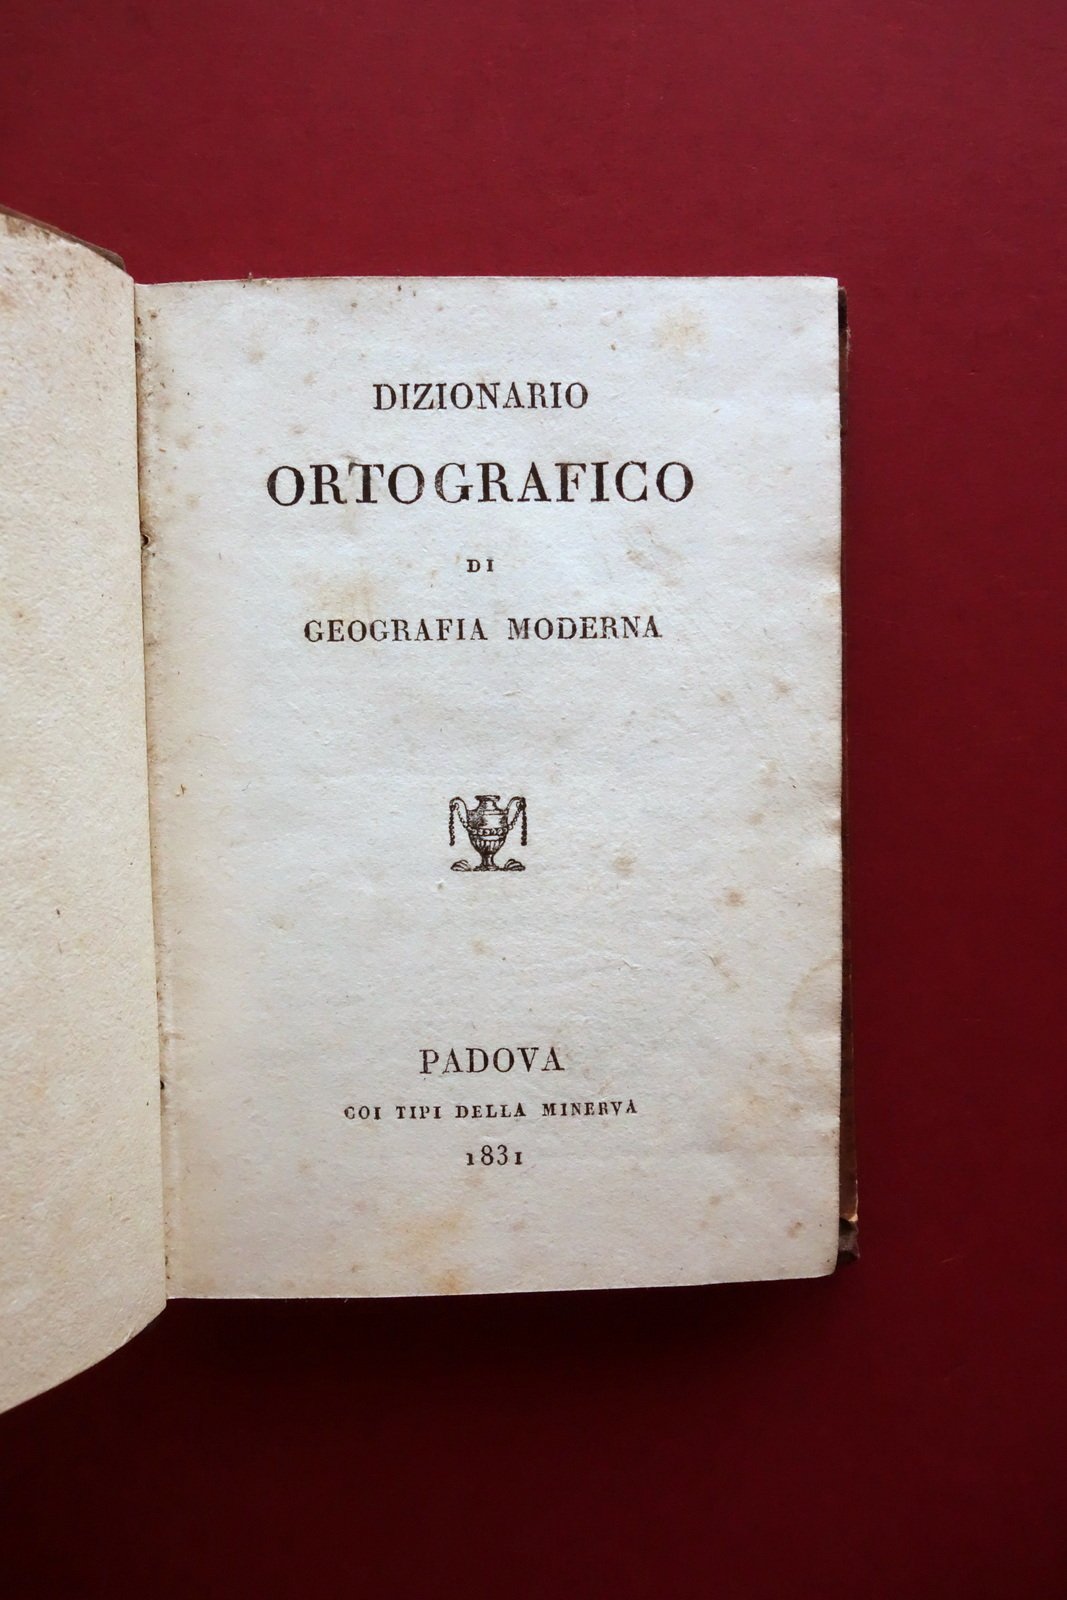 DIZIONARIO
ORTOGRAFICO
DI
GEOGRAFIA MODERNA
PADOVA
COI TIPI DELLA MINERVA
1831